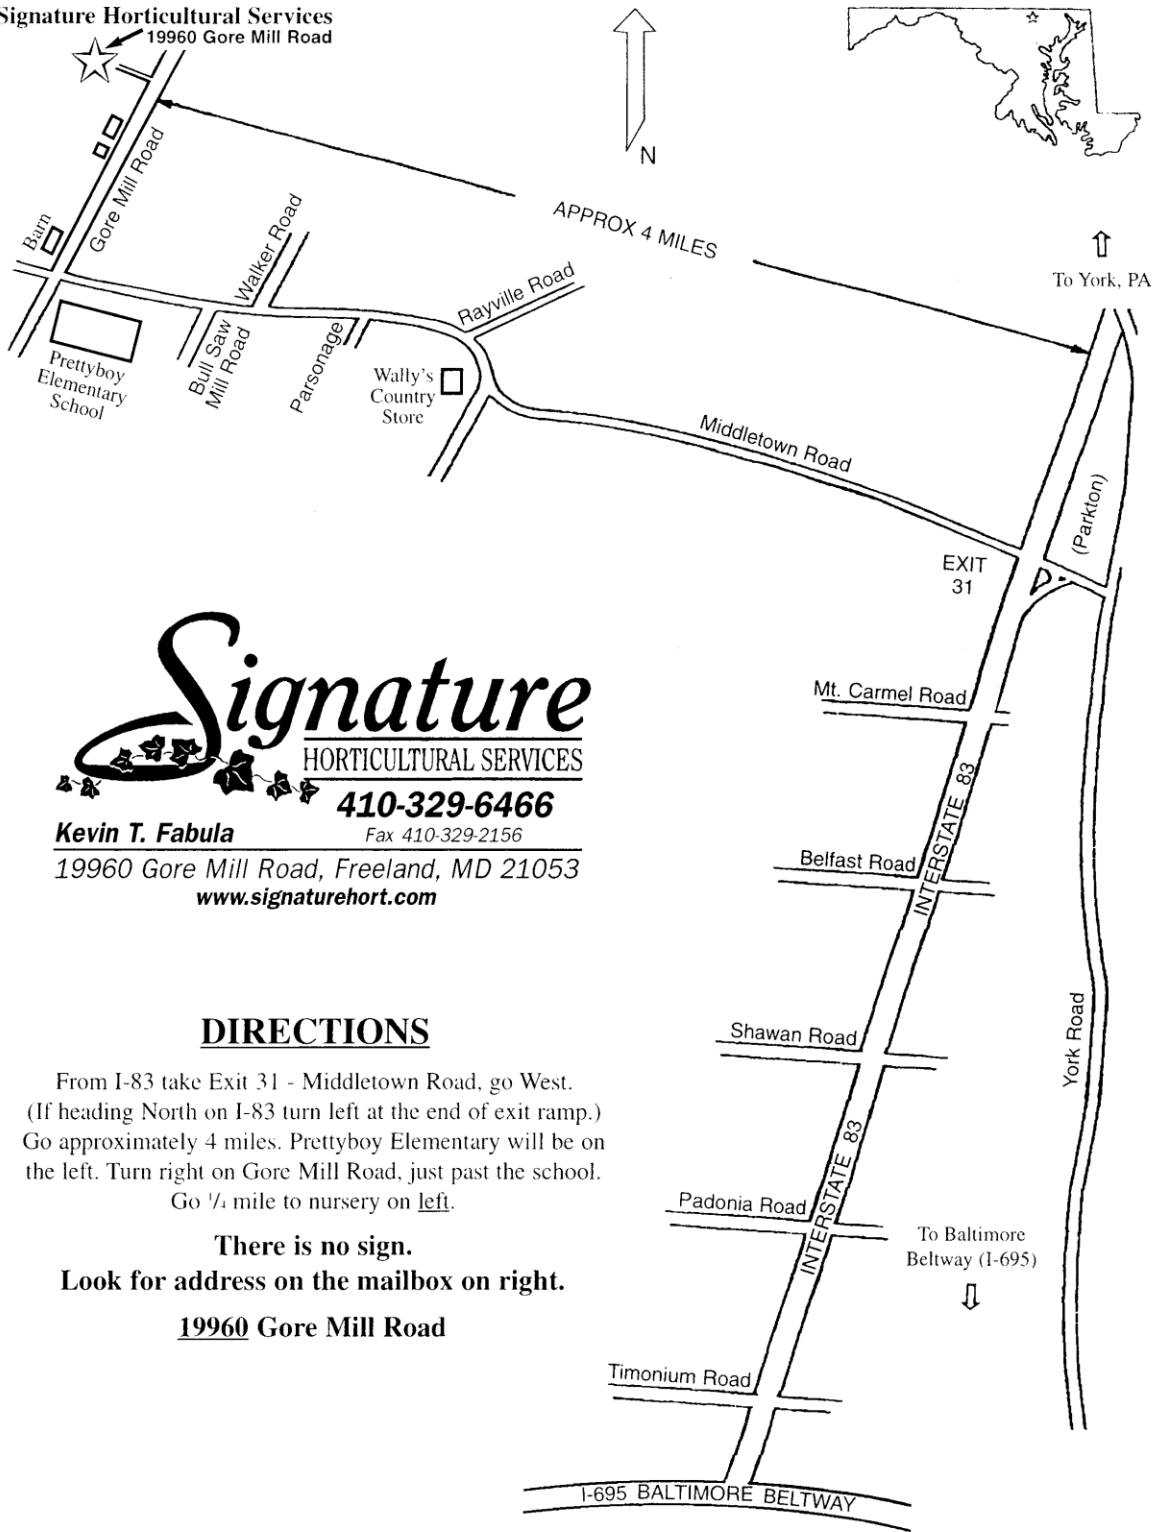 Signature Horticultural Services
19960 Gore Mill Road
N
APPROX 4 MILES
To York, PA
Gore Mill Road
Barn
Walker Road
Rayville Road
Prettyboy
Elementary
School
Bull Saw
Mill Road
Parsonage
Wally's
Country
Store
Middletown Road
(Parkton)
EXIT
31
Mt. Carmel Road
INTERSTATE 83
Belfast Road
Shawan Road
York Road
INTERSTATE 83
Padonia Road
To Baltimore
Beltway (I-695)
Timonium Road
I-695 BALTIMORE BELTWAY
Signature
HORTICULTURAL SERVICES
410-329-6466
Kevin T. Fabula
Fax 410-329-2156
19960 Gore Mill Road, Freeland, MD 21053
www.signaturehort.com
DIRECTIONS
From I-83 take Exit 31 - Middletown Road, go West.
(If heading North on I-83 turn left at the end of exit ramp.)
Go approximately 4 miles. Prettyboy Elementary will be on
the left. Turn right on Gore Mill Road, just past the school.
Go 1/4 mile to nursery on left.
There is no sign.
Look for address on the mailbox on right.
19960 Gore Mill Road